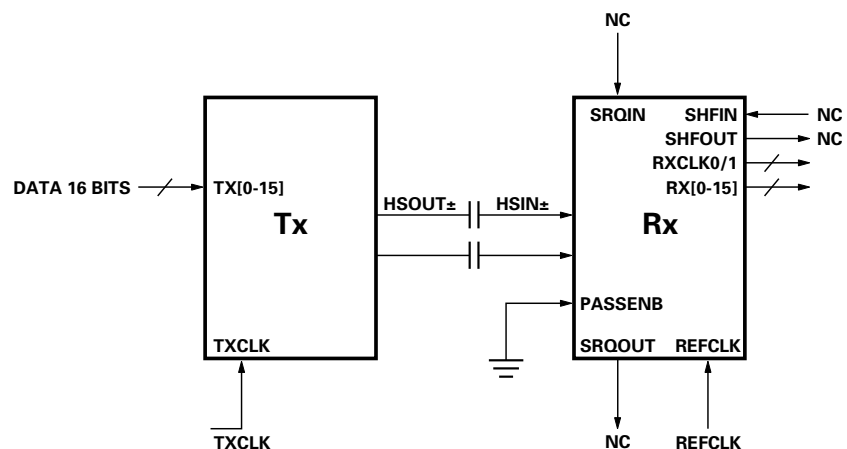 NC
SRQIN
SHFIN
NC
SHFOUT
NC
RXCLK0/1
DATA 16 BITS
TX[0-15]
RX[0-15]
HSOUT±
HSIN±
Tx
Rx
PASSENB
TXCLK
SRQOUT
REFCLK
TXCLK
NC
REFCLK